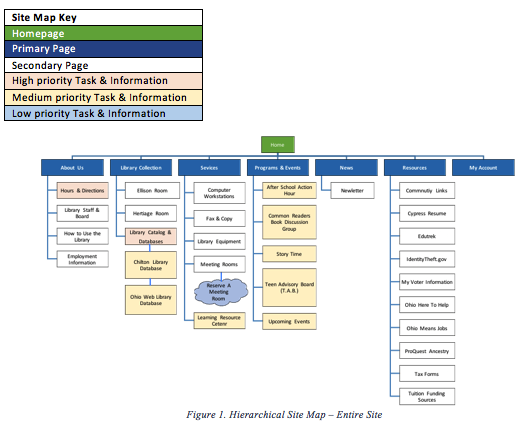 Site Map Key
Homepage
Primary Page
Secondary Page
High priority Task & Information
Medium priority Task & Information
Low priority Task & Information
Home
About Us
Library Collection
Sevices
Programs & Events
News
Resources
My Account
Hours & Directions
Library Staff &
Board
How to Use the
Library
Employment
Information
Ellison Room
Hertiage Room
Library Catalog &
Databases
Chilton Library
Database
Ohio Web Library
Database
Computer
Workstations
Fax & Copy
Library Equipment
Meeting Rooms
Reserve A
Meeting
Room
Learning Resource
Cetenr
After School Action
Hour
Common Readers
Book Discussion
Group
Story Time
Teen Advisory Board
(T.A.B.)
Upcoming Events
Newletter
Commnutiy Links
Cypress Resume
Edutrek
IdentityTheft.gov
My Voter Information
Ohio Here To Help
Ohio Means Jobs
ProQuest Ancestry
Tax Forms
Tuition Funding
Sources
Figure 1. Hierarchical Site Map – Entire Site